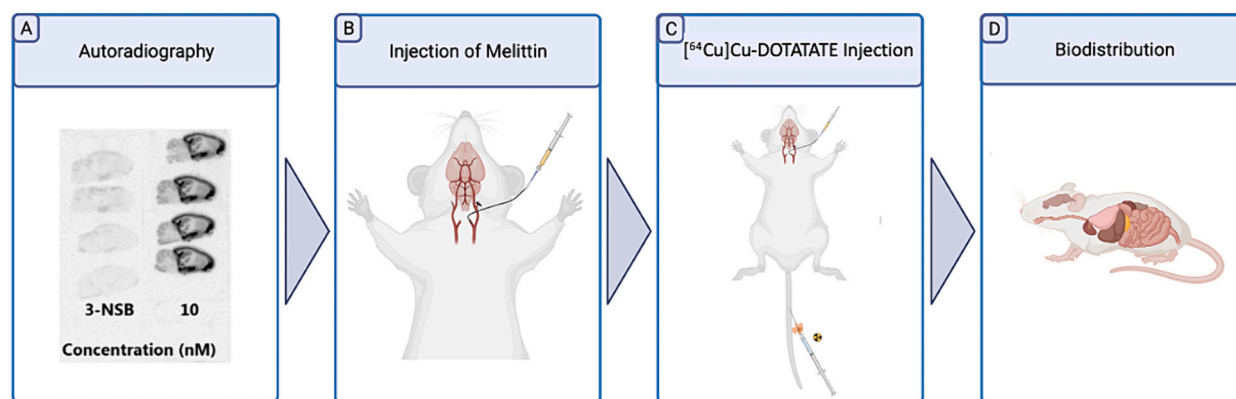 A
Autoradiography
3-NSB 10
Concentration (nM)
B
Injection of Melittin
C
[⁶⁴Cu]Cu-DOTATATE Injection
D
Biodistribution